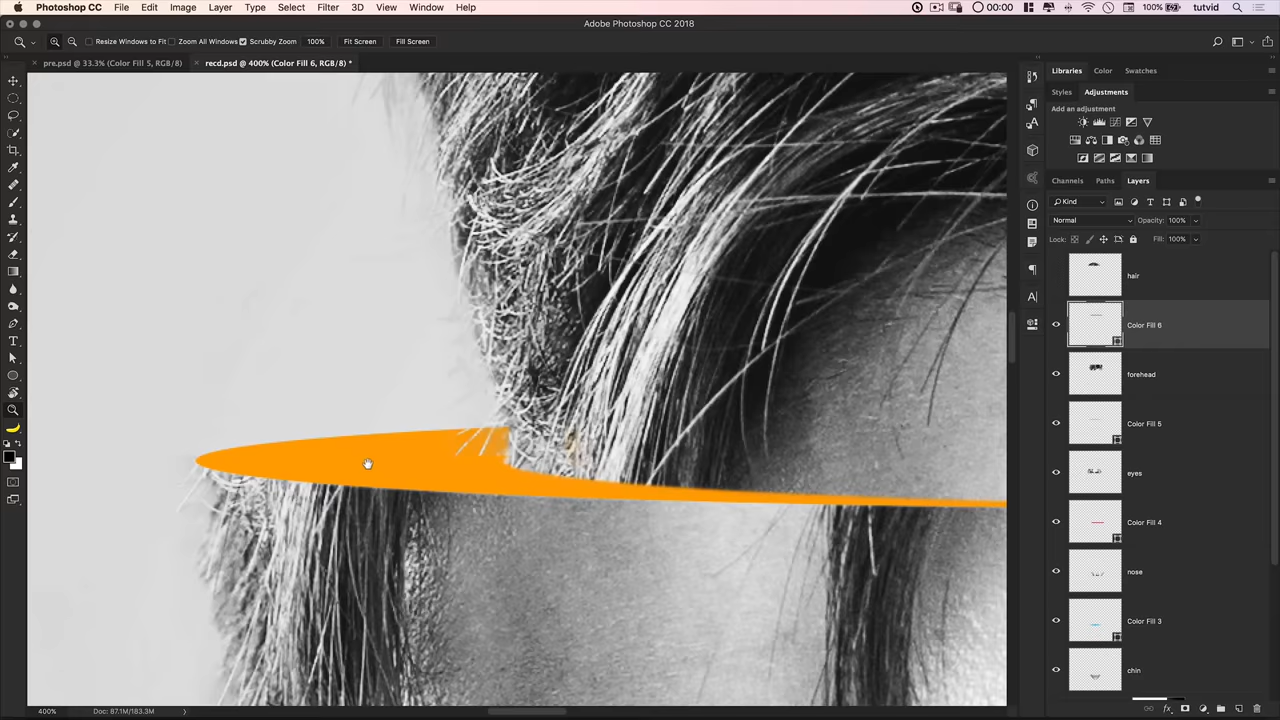 Photoshop CC File Edit Image Layer Type Select Filter 3D View Window Help 00:00 100% tutvid
Adobe Photoshop CC 2018
Resize Windows to Fit Zoom All Windows Scrubby Zoom 100% Fit Screen Fill Screen
pre.psd @ 33.3% (Color Fill 5, RGB/8) recd.psd @ 400% (Color Fill 6, RGB/8) *
Libraries Color Swatches
Styles Adjustments
Add an adjustment
Channels Paths Layers
Kind
Normal Opacity: 100%
Lock: Fill: 100%
hair
Color Fill 6
forehead
Color Fill 5
eyes
Color Fill 4
nose
Color Fill 3
chin
400% Doc: 87.1M/183.3M